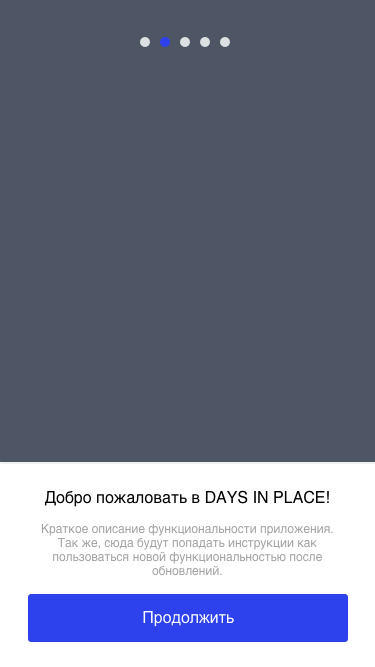 Добро пожаловать в DAYS IN PLACE!
Краткое описание функциональности приложения.
Так же, сюда будут попадать инструкции как
пользоваться новой функциональностью после
обновлений.
Продолжить